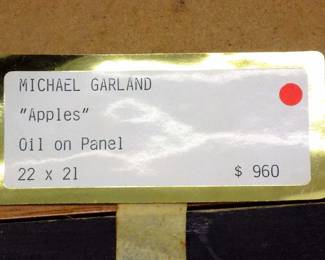 MICHAEL GARLAND
"Apples"
Oil on Panel
22 x 21 $ 960